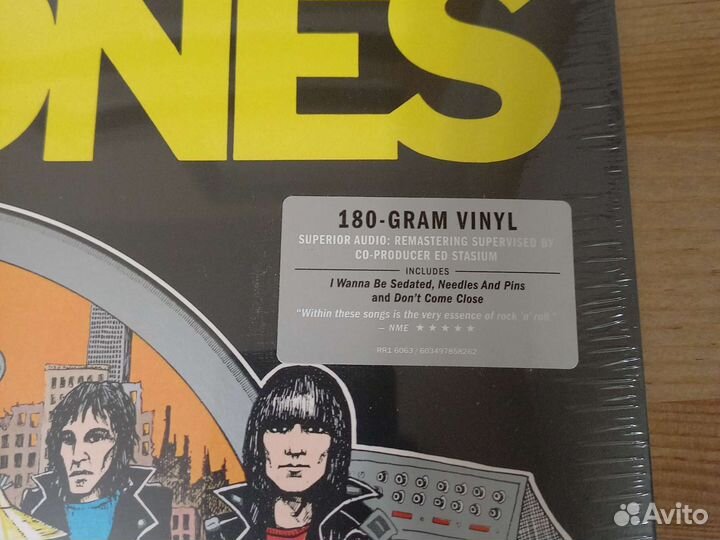 ONES
180-GRAM VINYL
SUPERIOR AUDIO: REMASTERING SUPERVISED BY
CO-PRODUCER ED STASIUM
INCLUDES
I Wanna Be Sedated, Needles And Pins
and Don't Come Close
"Within these songs is the very essence of rock 'n' roll."
— NME ★★★★★
RR1 6063 / 603497858262
Avito